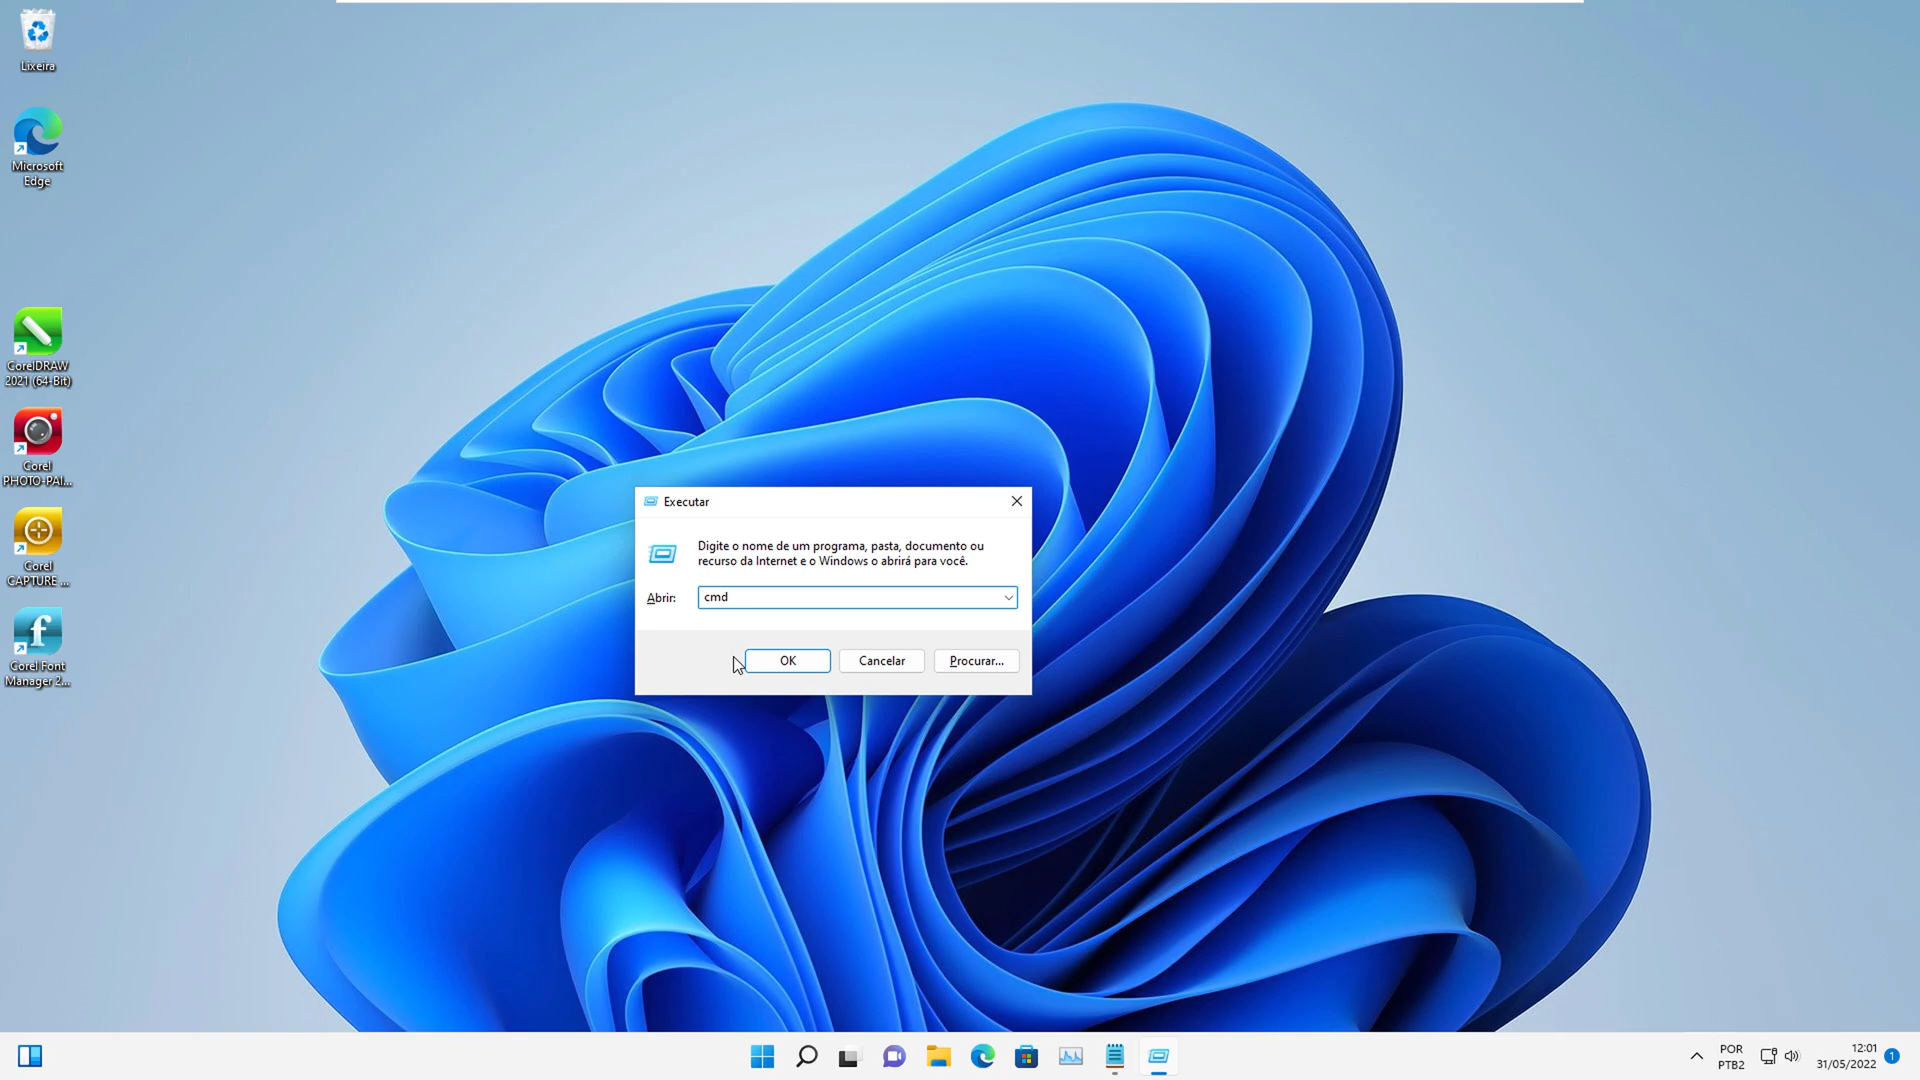 Lixeira
Microsoft
Edge
CorelDRAW
2021 (64-Bit)
Corel
PHOTO-PAI...
Corel
CAPTURE ...
Corel Font
Manager 2...
Executar
Digite o nome de um programa, pasta, documento ou
recurso da Internet e o Windows o abrirá para você.
Abrir:
cmd
OK
Cancelar
Procurar...
POR
PTB2
12:01
31/05/2022
1